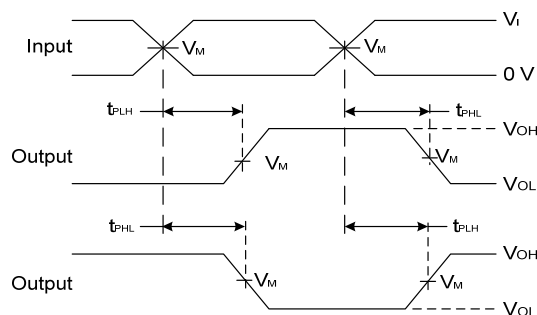 Input
VM
VM
VI
0 V
tPLH
tPHL
Output
VM
VM
VOH
VOL
tPHL
tPLH
Output
VM
VM
VOH
VOL